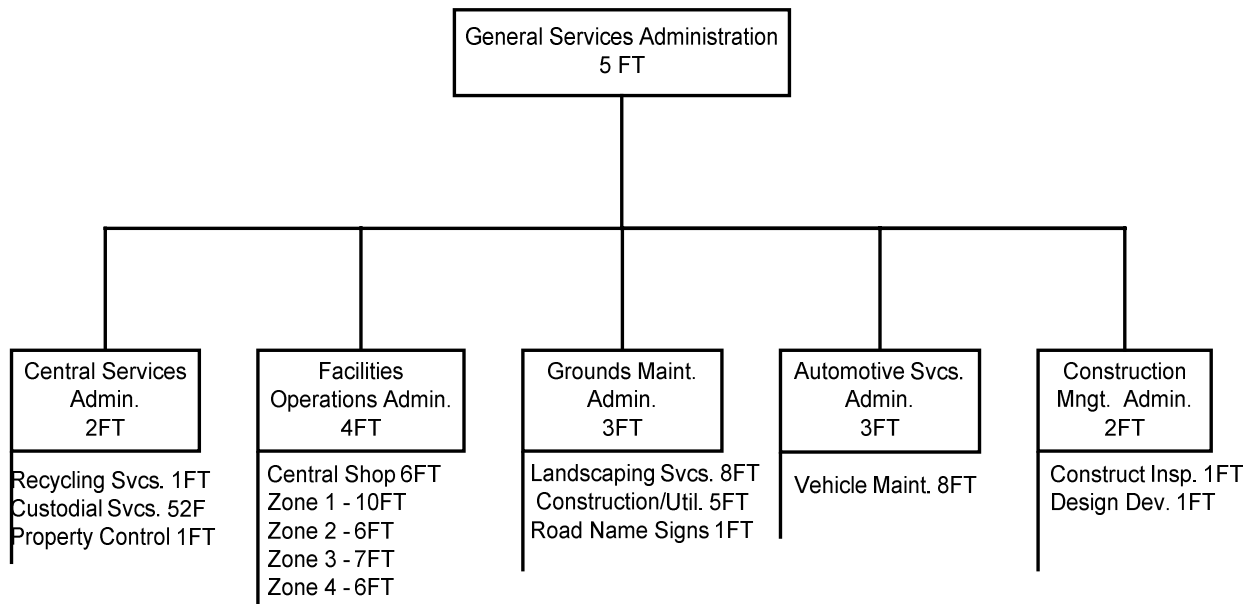 General Services Administration
5 FT
Central Services
Admin.
2FT
Recycling Svcs. 1FT
Custodial Svcs. 52F
Property Control 1FT
Facilities
Operations Admin.
4FT
Central Shop 6FT
Zone 1 - 10FT
Zone 2 - 6FT
Zone 3 - 7FT
Zone 4 - 6FT
Grounds Maint.
Admin.
3FT
Landscaping Svcs. 8FT
Construction/Util. 5FT
Road Name Signs 1FT
Automotive Svcs.
Admin.
3FT
Vehicle Maint. 8FT
Construction
Mngt. Admin.
2FT
Construct Insp. 1FT
Design Dev. 1FT